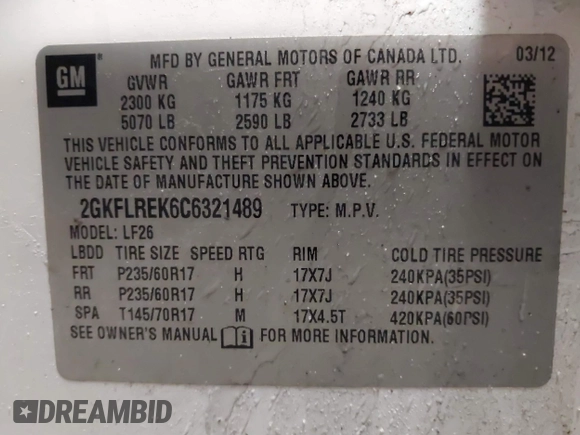 GM
MFD BY GENERAL MOTORS OF CANADA LTD.
03/12
GVWR GAWR FRT GAWR RR
2300 KG 1175 KG 1240 KG
5070 LB 2590 LB 2733 LB
THIS VEHICLE CONFORMS TO ALL APPLICABLE U.S. FEDERAL MOTOR
VEHICLE SAFETY AND THEFT PREVENTION STANDARDS IN EFFECT ON
THE DATE OF MANUFACTURE SHOWN ABOVE.
2GKFLREK6C6321489 TYPE: M.P.V.
MODEL: LF26
LBDD TIRE SIZE SPEED RTG RIM COLD TIRE PRESSURE
FRT P235/60R17 H 17X7J 240KPA(35PSI)
RR P235/60R17 H 17X7J 240KPA(35PSI)
SPA T145/70R17 M 17X4.5T 420KPA(60PSI)
SEE OWNER'S MANUAL FOR MORE INFORMATION.
DREAMBID